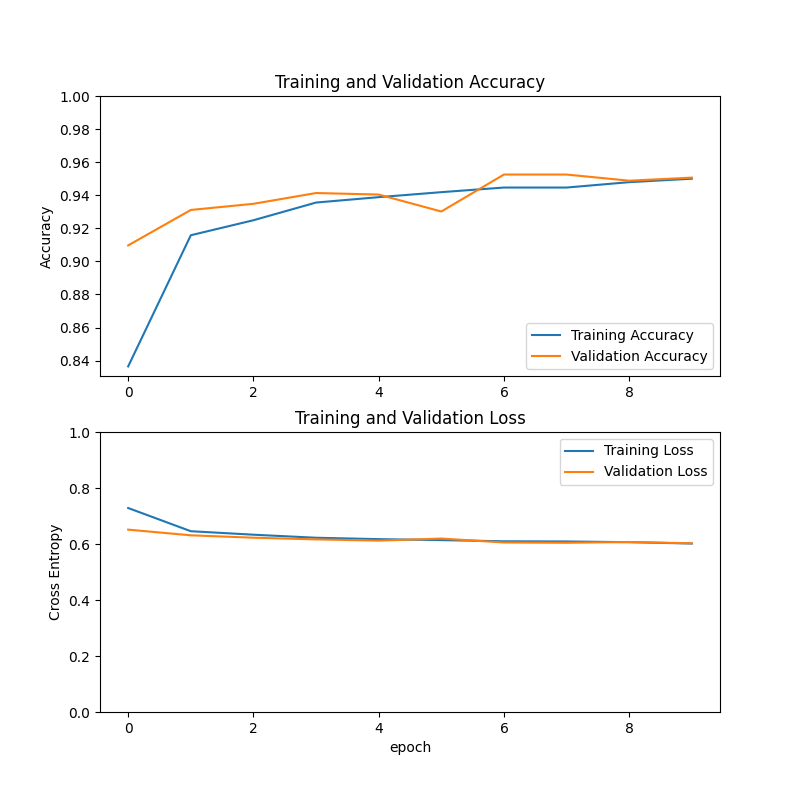 Training and Validation Accuracy
1.00
0.98
0.96
0.94
0.92
0.90
0.88
0.86
0.84
Accuracy
Training Accuracy
Validation Accuracy
0 2 4 6 8
Training and Validation Loss
1.0
0.8
0.6
0.4
0.2
0.0
Cross Entropy
Training Loss
Validation Loss
0 2 4 6 8
epoch